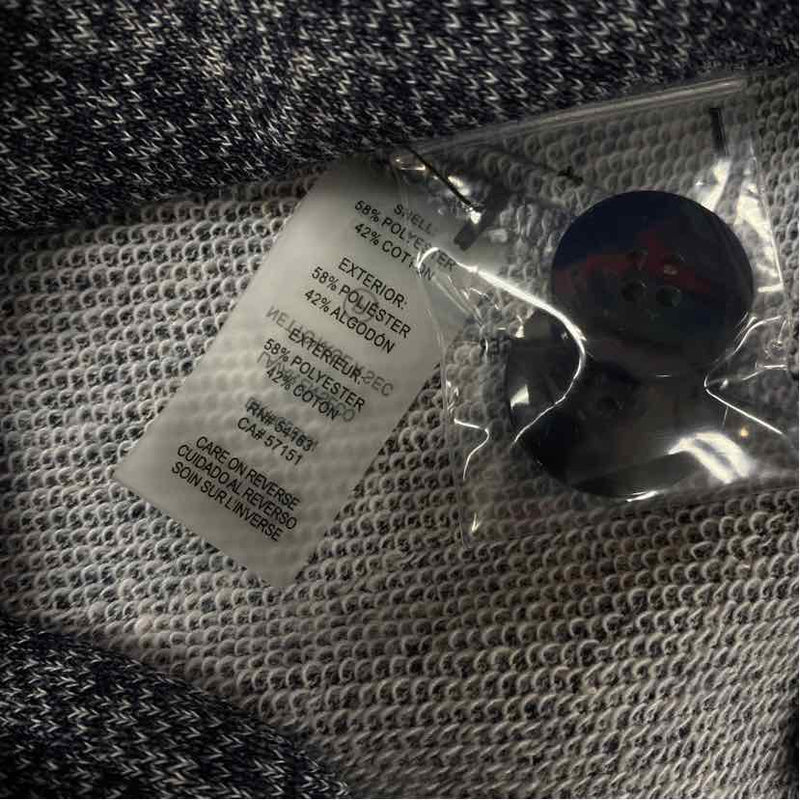 SHELL:
58% POLYESTER
42% COTTON
EXTERIOR:
58% POLIÉSTER
42% ALGODÓN
EXTÉRIEUR:
58% POLYESTER
42% COTON
RN# 54163
CA# 57151
CARE ON REVERSE
CUIDADO AL REVERSO
SOIN SUR L'INVERSE